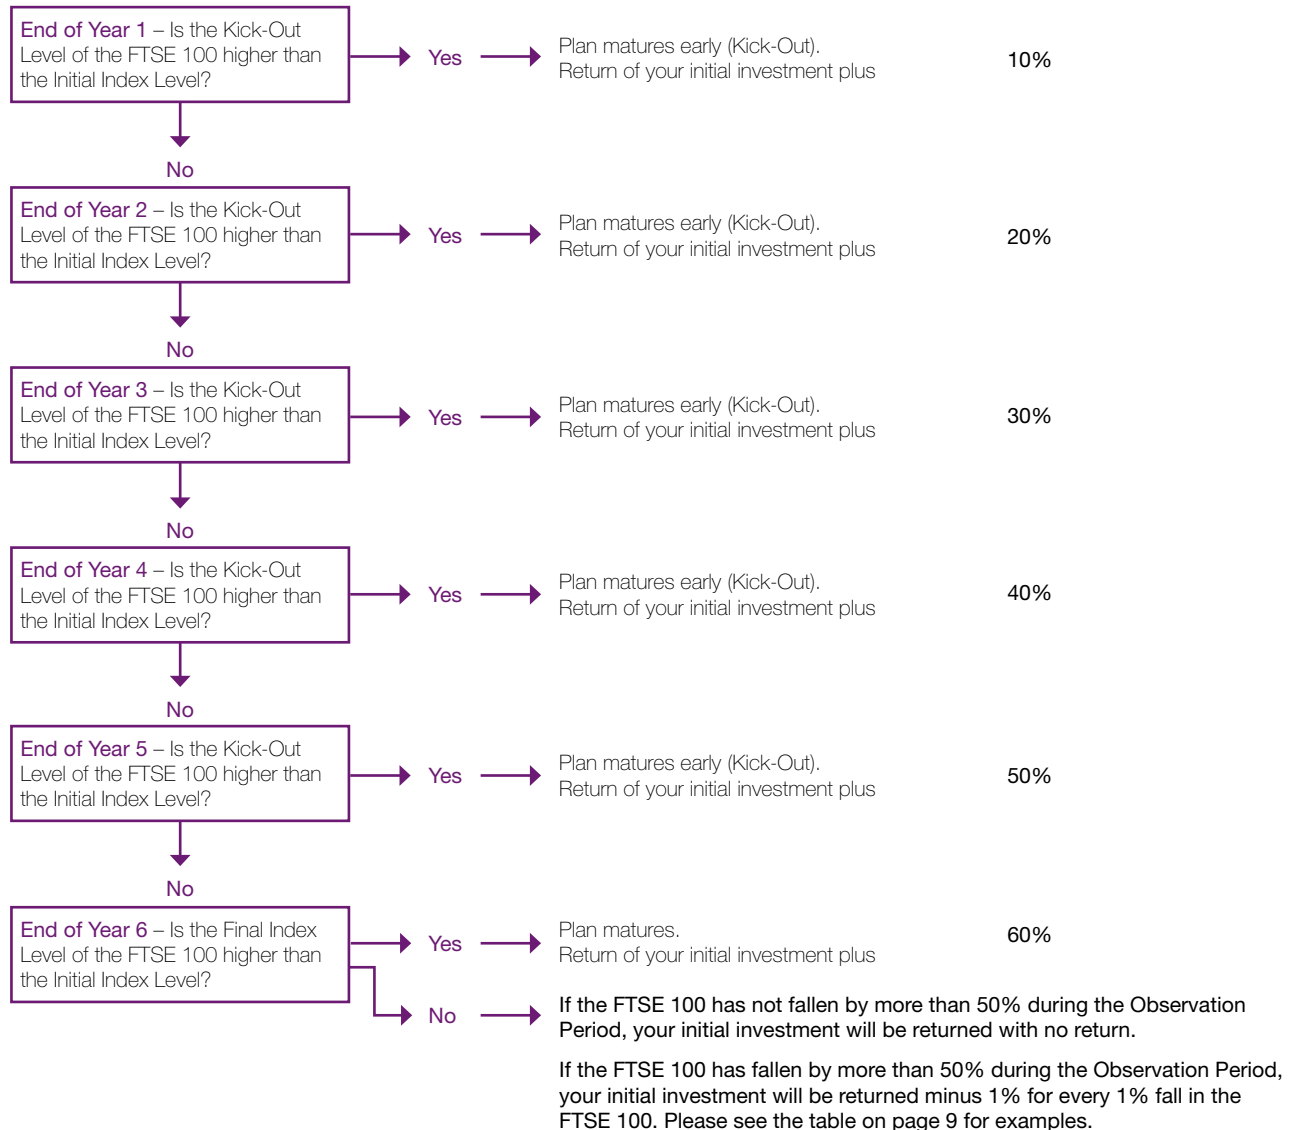 End of Year 1 – Is the Kick-Out
Level of the FTSE 100 higher than
the Initial Index Level?
Yes
Plan matures early (Kick-Out).
Return of your initial investment plus
10%
No
End of Year 2 – Is the Kick-Out
Level of the FTSE 100 higher than
the Initial Index Level?
Yes
Plan matures early (Kick-Out).
Return of your initial investment plus
20%
No
End of Year 3 – Is the Kick-Out
Level of the FTSE 100 higher than
the Initial Index Level?
Yes
Plan matures early (Kick-Out).
Return of your initial investment plus
30%
No
End of Year 4 – Is the Kick-Out
Level of the FTSE 100 higher than
the Initial Index Level?
Yes
Plan matures early (Kick-Out).
Return of your initial investment plus
40%
No
End of Year 5 – Is the Kick-Out
Level of the FTSE 100 higher than
the Initial Index Level?
Yes
Plan matures early (Kick-Out).
Return of your initial investment plus
50%
No
End of Year 6 – Is the Final Index
Level of the FTSE 100 higher than
the Initial Index Level?
Yes
Plan matures.
Return of your initial investment plus
60%
No
If the FTSE 100 has not fallen by more than 50% during the Observation
Period, your initial investment will be returned with no return.
If the FTSE 100 has fallen by more than 50% during the Observation Period,
your initial investment will be returned minus 1% for every 1% fall in the
FTSE 100. Please see the table on page 9 for examples.